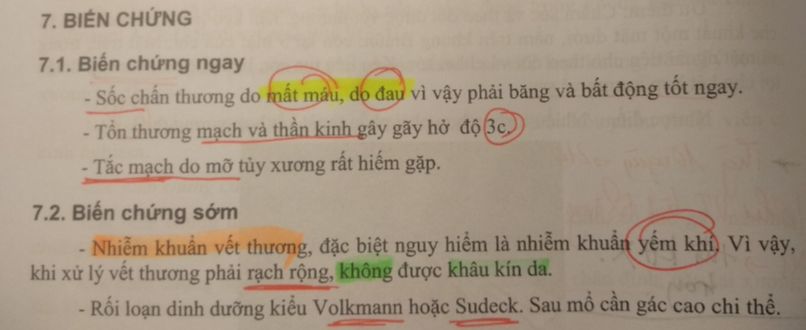 7. BIẾN CHỨNG
7.1. Biến chứng ngay
- Sốc chấn thương do mất máu, do đau vì vậy phải băng và bất động tốt ngay.
- Tổn thương mạch và thần kinh gây gãy hở độ 3c.
- Tắc mạch do mỡ tủy xương rất hiếm gặp.
7.2. Biến chứng sớm
- Nhiễm khuẩn vết thương, đặc biệt nguy hiểm là nhiễm khuẩn yếm khí. Vì vậy,
khi xử lý vết thương phải rạch rộng, không được khâu kín da.
- Rối loạn dinh dưỡng kiểu Volkmann hoặc Sudeck. Sau mổ cần gác cao chi thể.